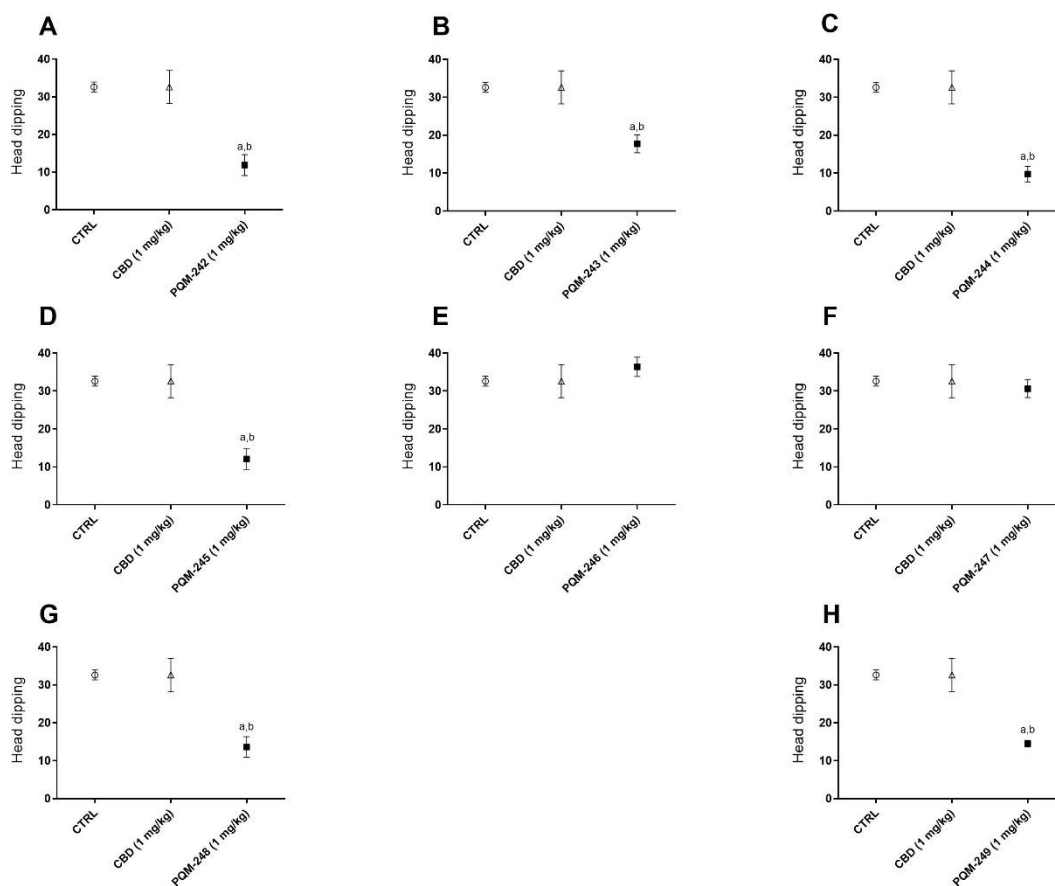 A
Head dipping
40
30
20
10
0
a,b
CTRL
CBD (1 mg/kg)
PQM-242 (1 mg/kg)
B
Head dipping
40
30
20
10
0
a,b
CTRL
CBD (1 mg/kg)
PQM-243 (1 mg/kg)
C
Head dipping
40
30
20
10
0
a,b
CTRL
CBD (1 mg/kg)
PQM-244 (1 mg/kg)
D
Head dipping
40
30
20
10
0
a,b
CTRL
CBD (1 mg/kg)
PQM-245 (1 mg/kg)
E
Head dipping
40
30
20
10
0
CTRL
CBD (1 mg/kg)
PQM-246 (1 mg/kg)
F
Head dipping
40
30
20
10
0
CTRL
CBD (1 mg/kg)
PQM-247 (1 mg/kg)
G
Head dipping
40
30
20
10
0
a,b
CTRL
CBD (1 mg/kg)
PQM-248 (1 mg/kg)
H
Head dipping
40
30
20
10
0
a,b
CTRL
CBD (1 mg/kg)
PQM-249 (1 mg/kg)